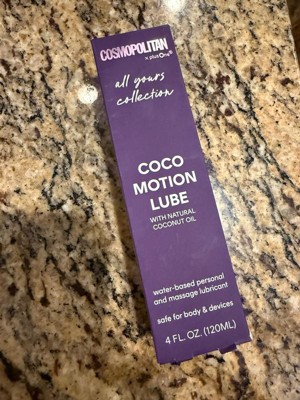 COSMOPOLITAN
x plusOne®
all yours
collection
COCO
MOTION
LUBE
WITH NATURAL
COCONUT OIL
water-based personal
and massage lubricant
safe for body & devices
4 FL. OZ. (120ML)